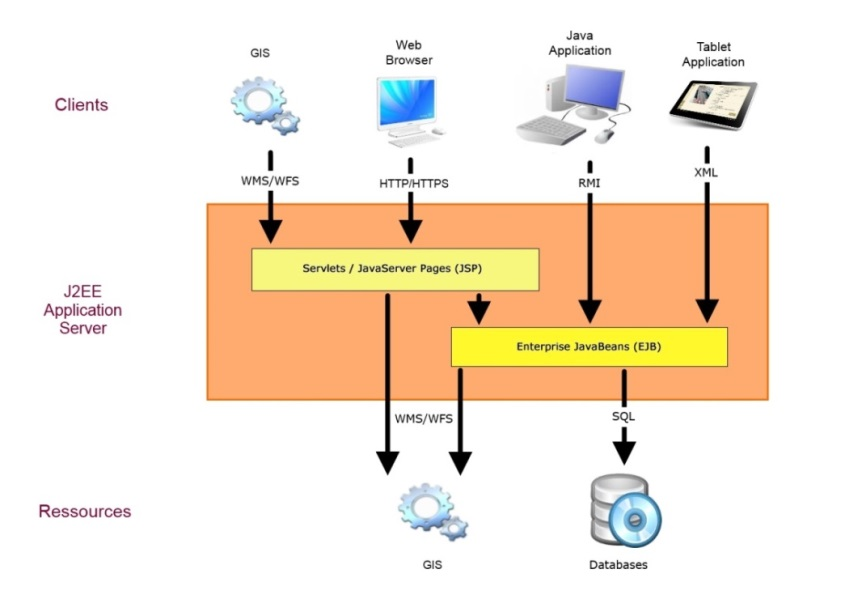 GIS
Web
Browser
Java
Application
Tablet
Application
Clients
WMS/WFS
HTTP/HTTPS
RMI
XML
Servlets / JavaServer Pages (JSP)
J2EE
Application
Server
Enterprise JavaBeans (EJB)
WMS/WFS
SQL
Ressources
GIS
Databases